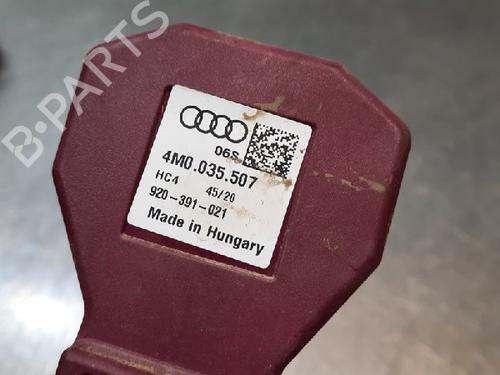 B-PARTS
06S
4M0.035.507
HC4 45/20
920-391-021
Made in Hungary